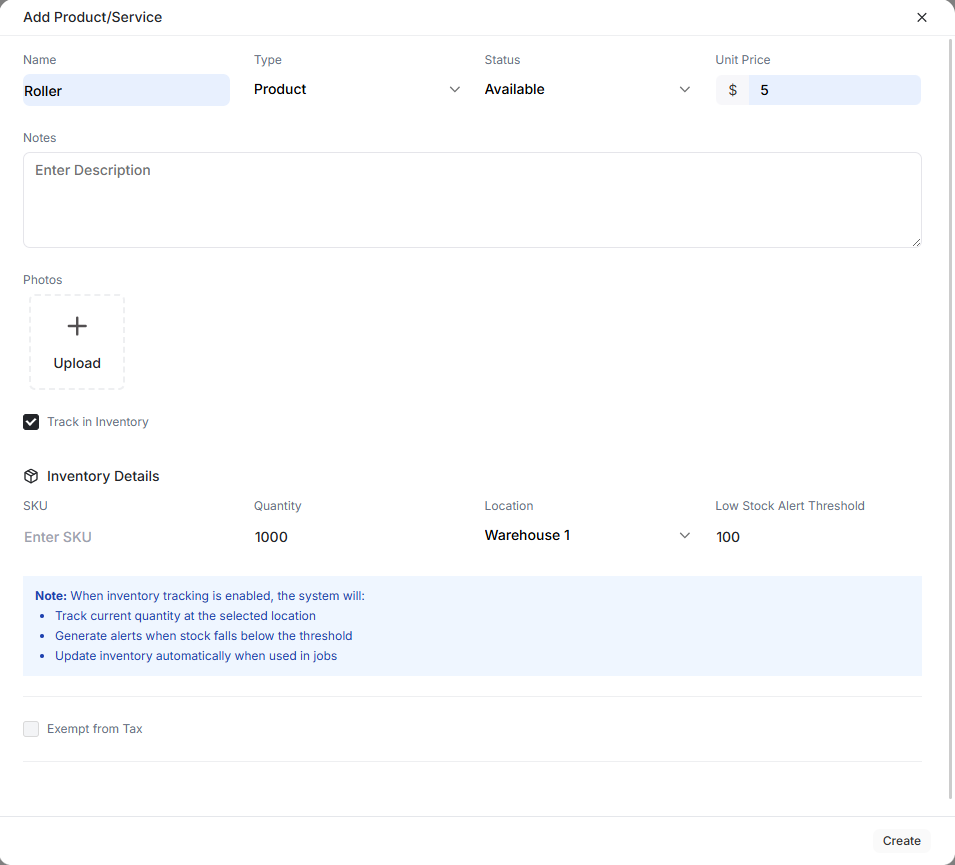 Add Product/Service
Name Type Status Unit Price
Roller Product Available $ 5
Notes
Enter Description
Photos
Upload
Track in Inventory
Inventory Details
SKU Quantity Location Low Stock Alert Threshold
Enter SKU 1000 Warehouse 1 100
Note: When inventory tracking is enabled, the system will:
• Track current quantity at the selected location
• Generate alerts when stock falls below the threshold
• Update inventory automatically when used in jobs
Exempt from Tax
Create